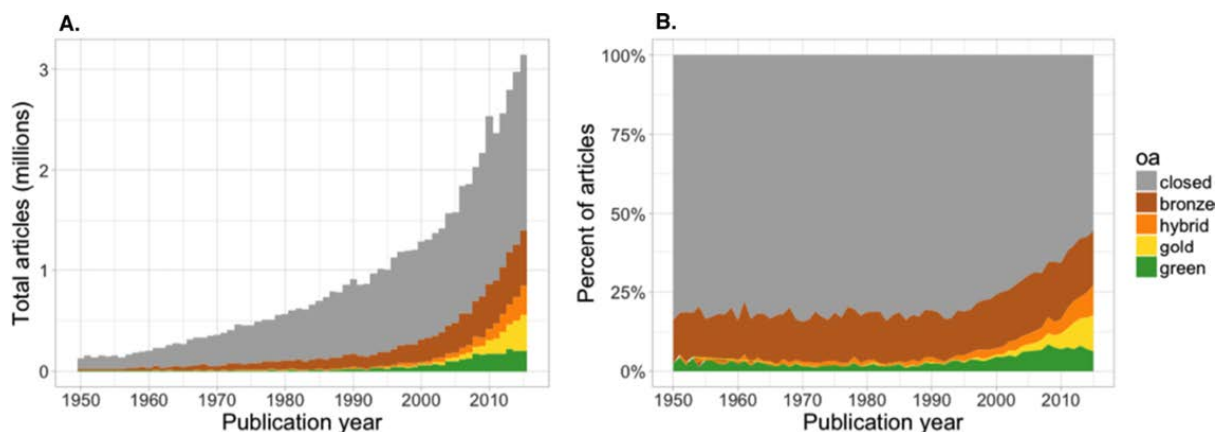 A.
Total articles (millions)
3
2
1
0
1950 1960 1970 1980 1990 2000 2010
Publication year
B.
Percent of articles
100%
75%
50%
25%
0%
1950 1960 1970 1980 1990 2000 2010
Publication year
oa
closed
bronze
hybrid
gold
green